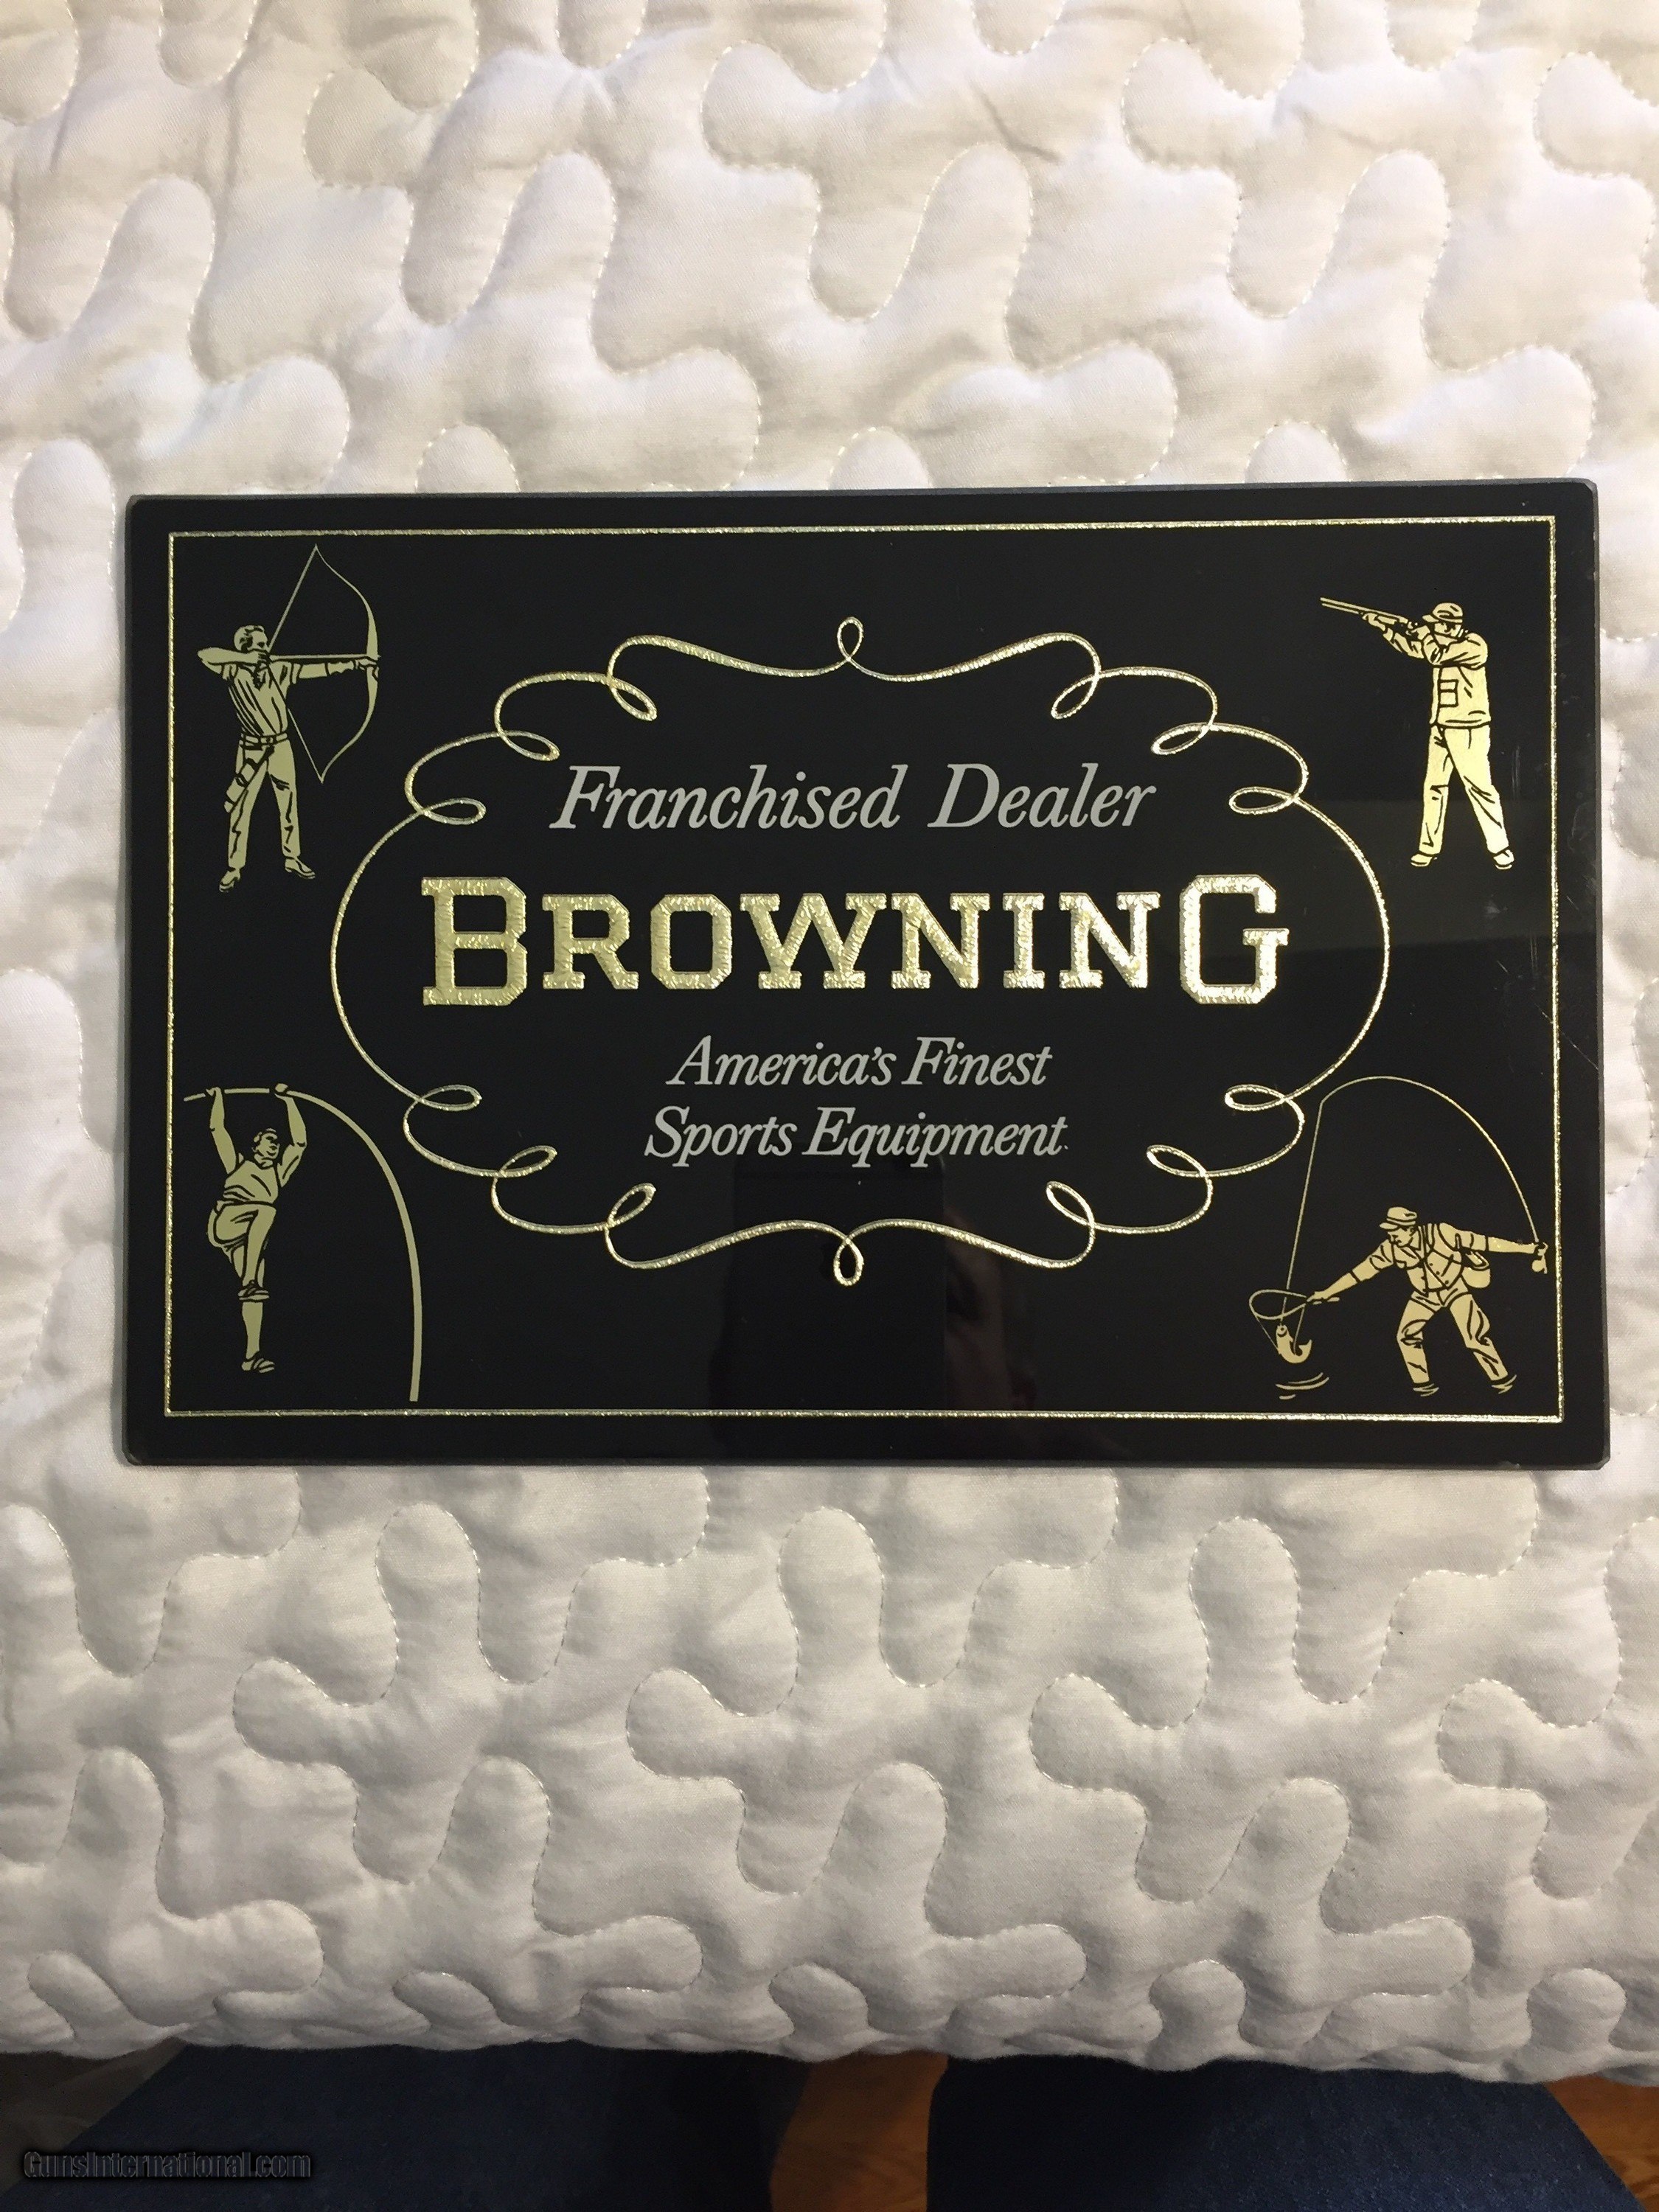 Franchised Dealer
BROWNING
America's Finest
Sports Equipment
GunsInternational.com